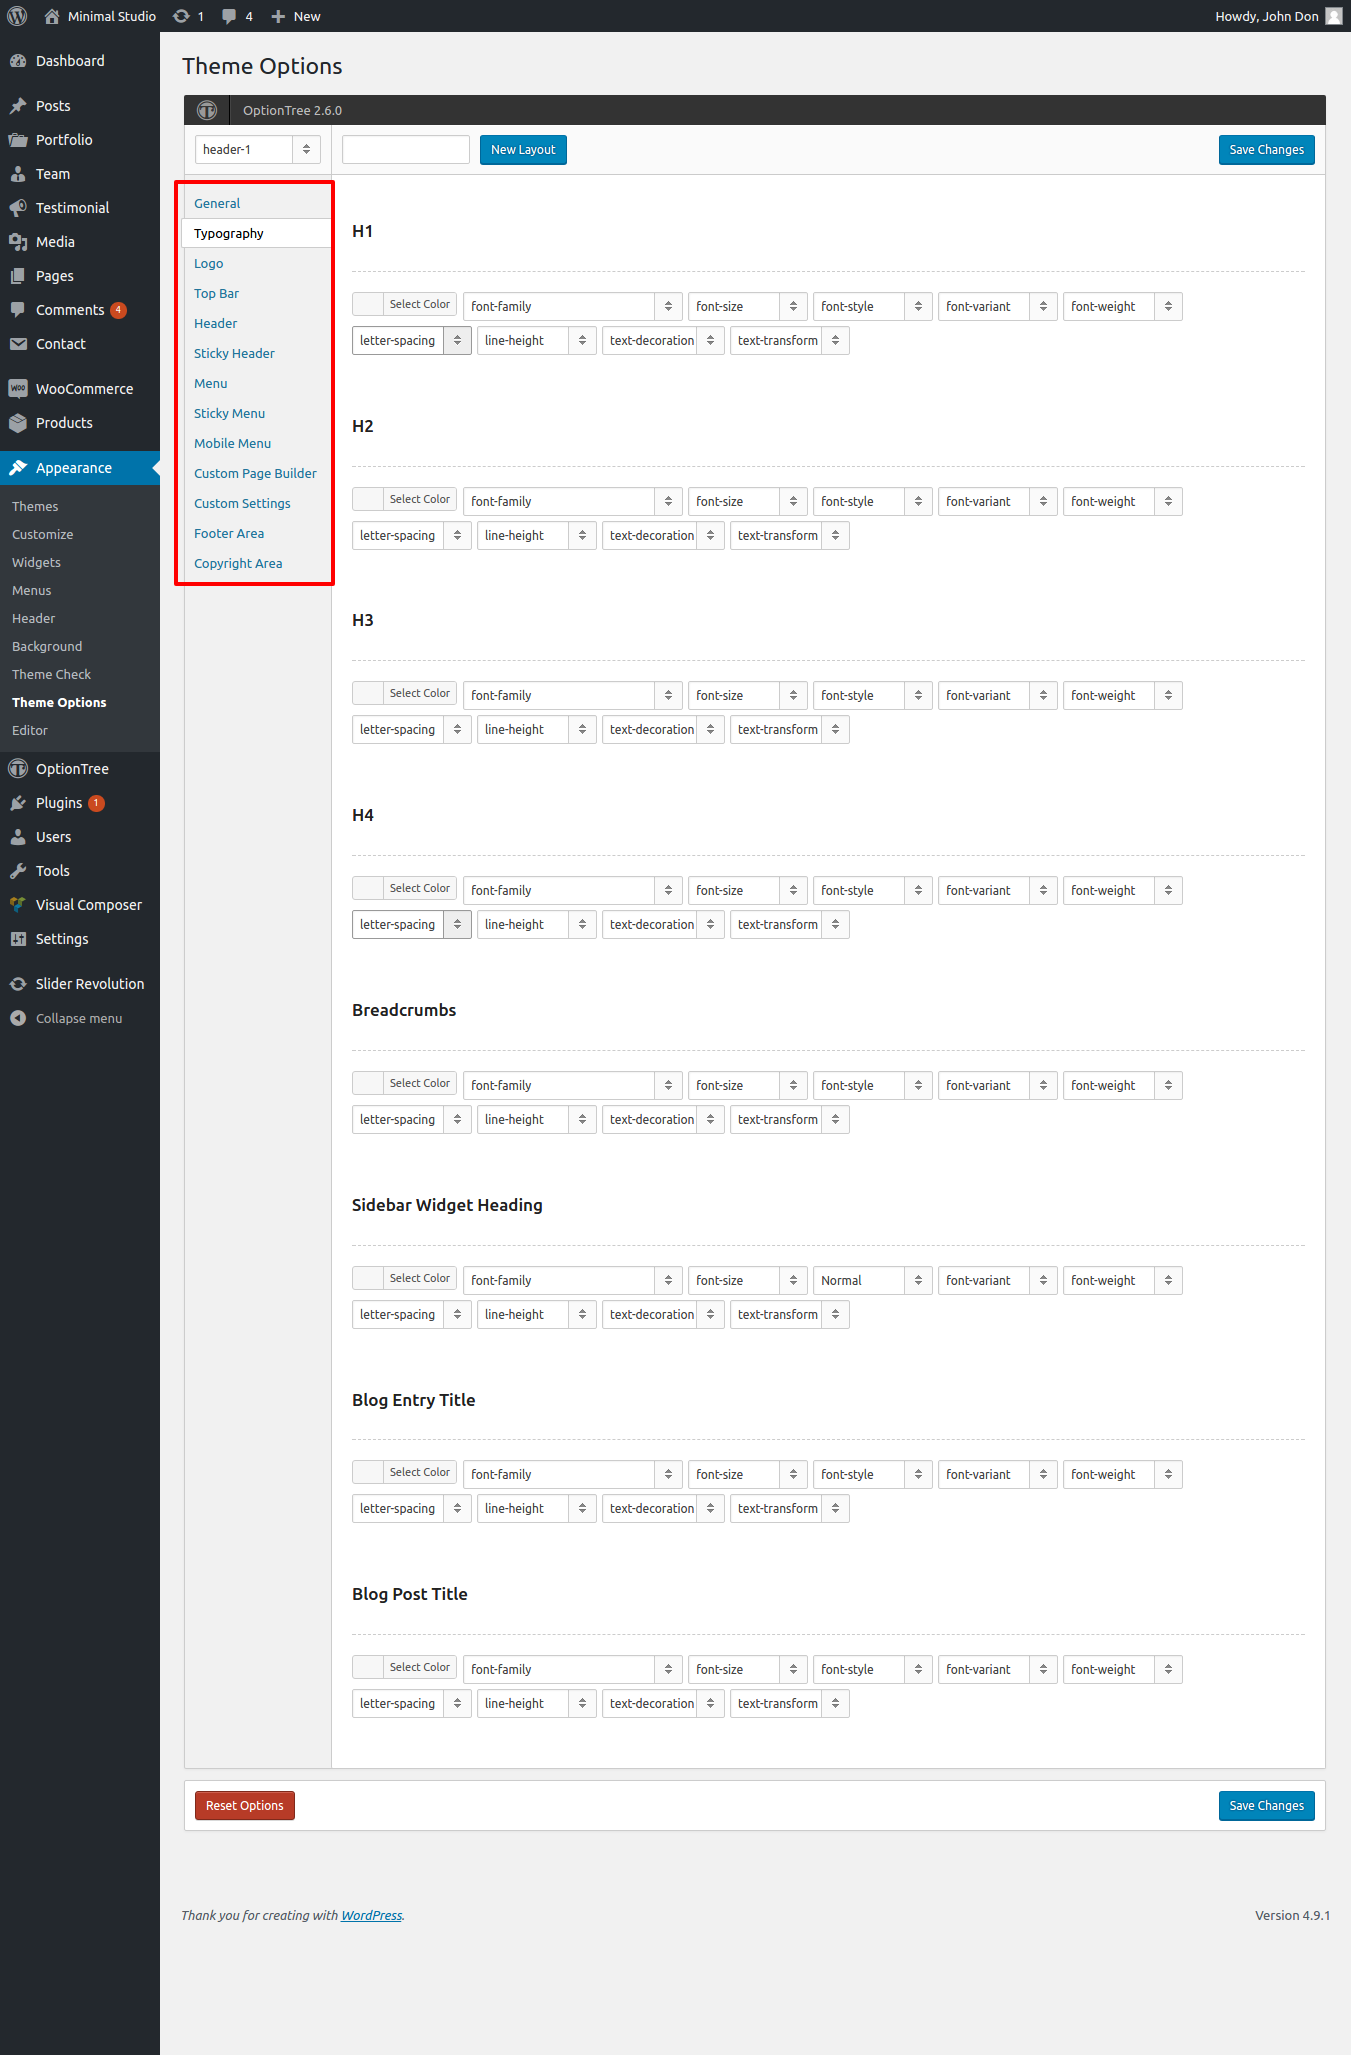 Minimal Studio 1 4 New Howdy, John Don
Dashboard
Posts
Portfolio
Team
Testimonial
Media
Pages
Comments 4
Contact
WOO WooCommerce
Products
Appearance
Themes
Customize
Widgets
Menus
Header
Background
Theme Check
Theme Options
Editor
OptionTree
Plugins 1
Users
Tools
Visual Composer
Settings
Slider Revolution
Collapse menu
Theme Options
OptionTree 2.6.0
header-1 New Layout Save Changes
General
Typography
Logo
Top Bar
Header
Sticky Header
Menu
Sticky Menu
Mobile Menu
Custom Page Builder
Custom Settings
Footer Area
Copyright Area
H1
Select Color font-family font-size font-style font-variant font-weight
letter-spacing line-height text-decoration text-transform
H2
Select Color font-family font-size font-style font-variant font-weight
letter-spacing line-height text-decoration text-transform
H3
Select Color font-family font-size font-style font-variant font-weight
letter-spacing line-height text-decoration text-transform
H4
Select Color font-family font-size font-style font-variant font-weight
letter-spacing line-height text-decoration text-transform
Breadcrumbs
Select Color font-family font-size font-style font-variant font-weight
letter-spacing line-height text-decoration text-transform
Sidebar Widget Heading
Select Color font-family font-size Normal font-variant font-weight
letter-spacing line-height text-decoration text-transform
Blog Entry Title
Select Color font-family font-size font-style font-variant font-weight
letter-spacing line-height text-decoration text-transform
Blog Post Title
Select Color font-family font-size font-style font-variant font-weight
letter-spacing line-height text-decoration text-transform
Reset Options Save Changes
Thank you for creating with WordPress. Version 4.9.1